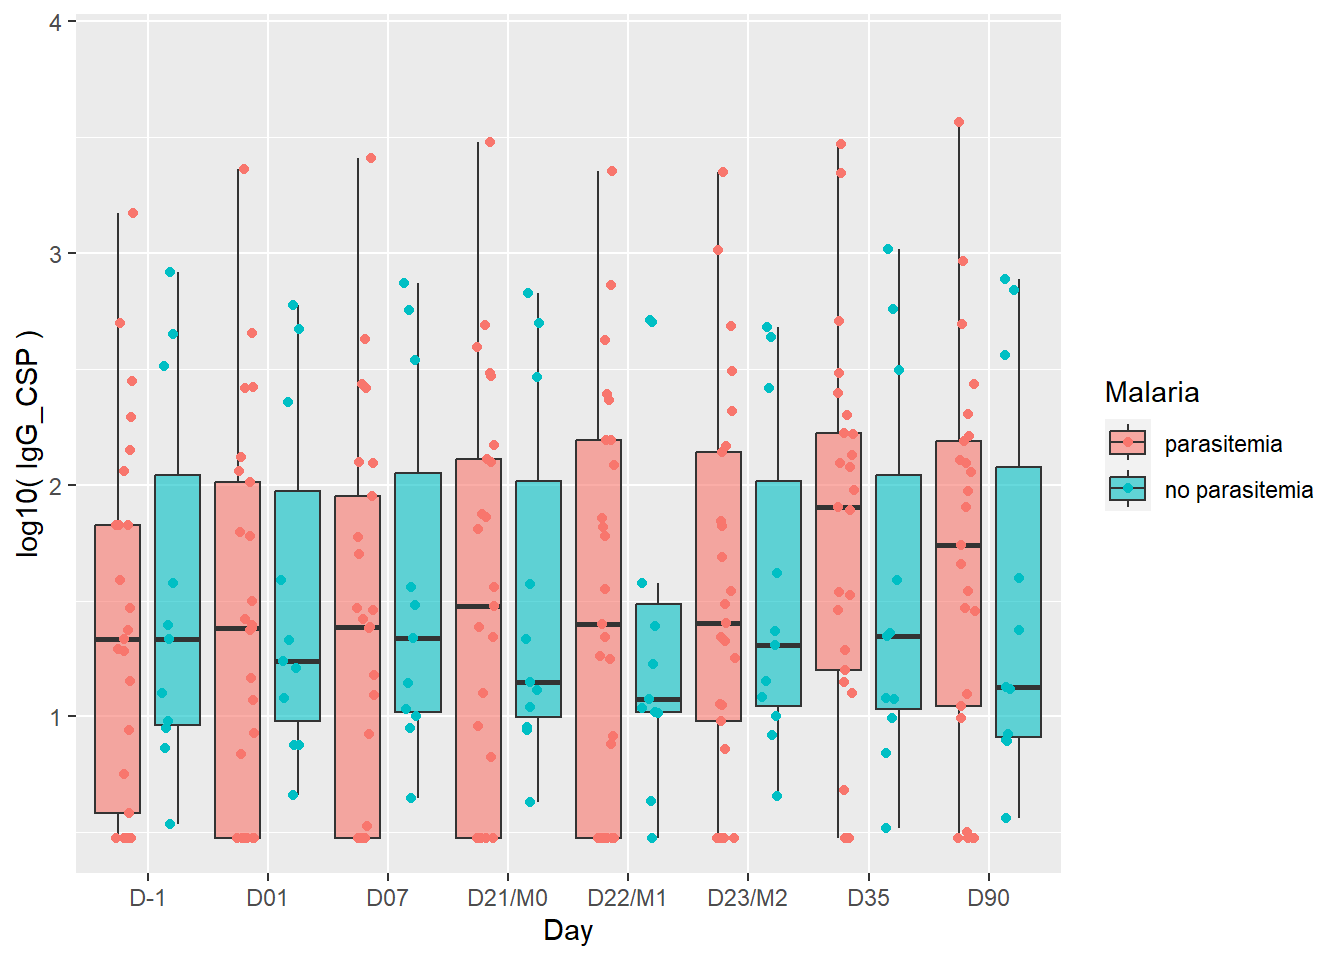 log10( IgG_CSP )
4
3
2
1
D-1
D01
D07
D21/M0
D22/M1
D23/M2
D35
D90
Day
Malaria
parasitemia
no parasitemia